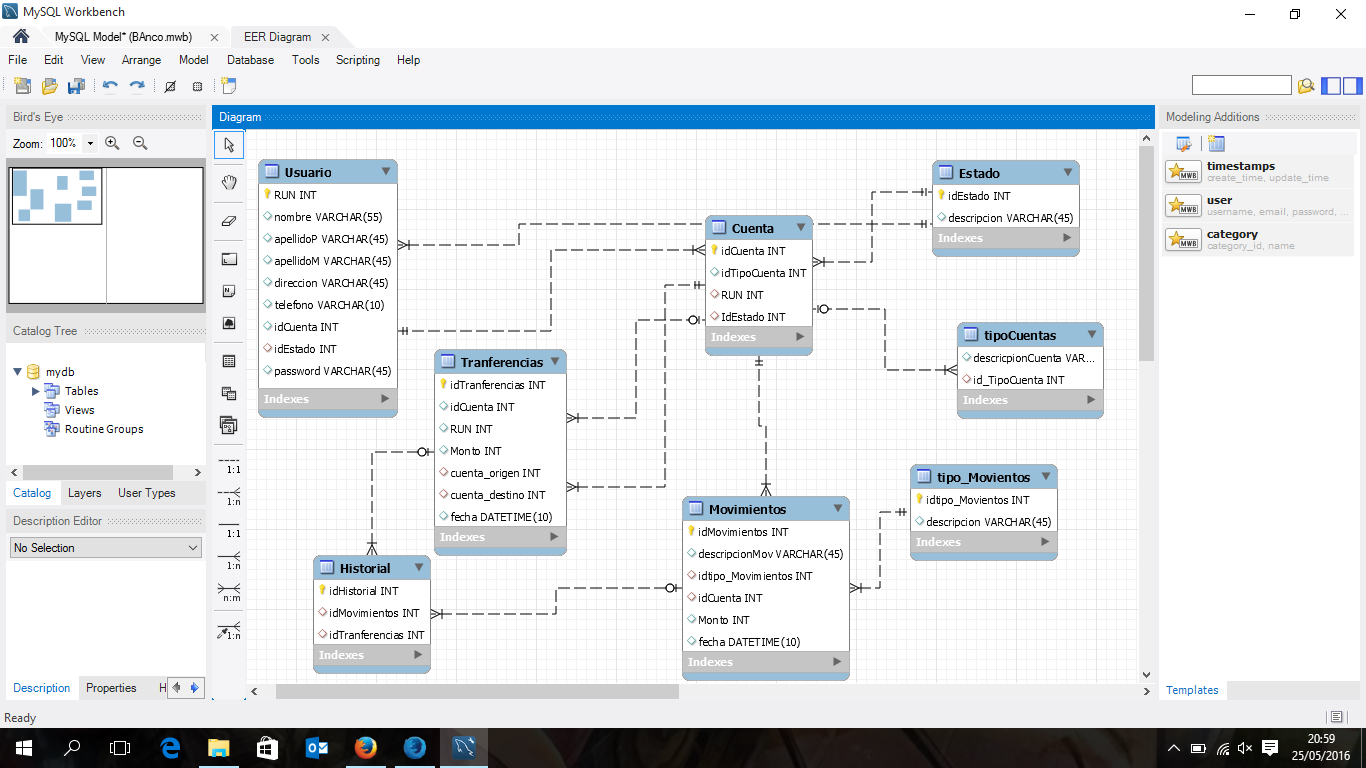 MySQL Workbench
MySQL Model* (BAnco.mwb)
EER Diagram
File Edit View Arrange Model Database Tools Scripting Help
Bird's Eye
Zoom: 100%
Catalog Tree
mydb
Tables
Views
Routine Groups
Catalog Layers User Types
Description Editor
No Selection
Description Properties H
Ready
Diagram
1:1
1:n
1:1
1:n
n:m
1:n
Usuario
RUN INT
nombre VARCHAR(55)
apellidoP VARCHAR(45)
apellidoM VARCHAR(45)
direccion VARCHAR(45)
telefono VARCHAR(10)
idCuenta INT
idEstado INT
password VARCHAR(45)
Indexes
Tranferencias
idTranferencias INT
idCuenta INT
RUN INT
Monto INT
cuenta_origen INT
cuenta_destino INT
fecha DATETIME(10)
Indexes
Historial
idHistorial INT
idMovimientos INT
idTranferencias INT
Indexes
Cuenta
idCuenta INT
idTipoCuenta INT
RUN INT
IdEstado INT
Indexes
Movimientos
idMovimientos INT
descripcionMov VARCHAR(45)
idtipo_Movimientos INT
idCuenta INT
Monto INT
fecha DATETIME(10)
Indexes
Estado
idEstado INT
descripcion VARCHAR(45)
Indexes
tipoCuentas
descricpionCuenta VAR...
id_TipoCuenta INT
Indexes
tipo_Movientos
idtipo_Movientos INT
descripcion VARCHAR(45)
Indexes
Modeling Additions
MWB
timestamps
create_time, update_time
MWB
user
username, email, password, ...
MWB
category
category_id, name
Templates
20:59
25/05/2016